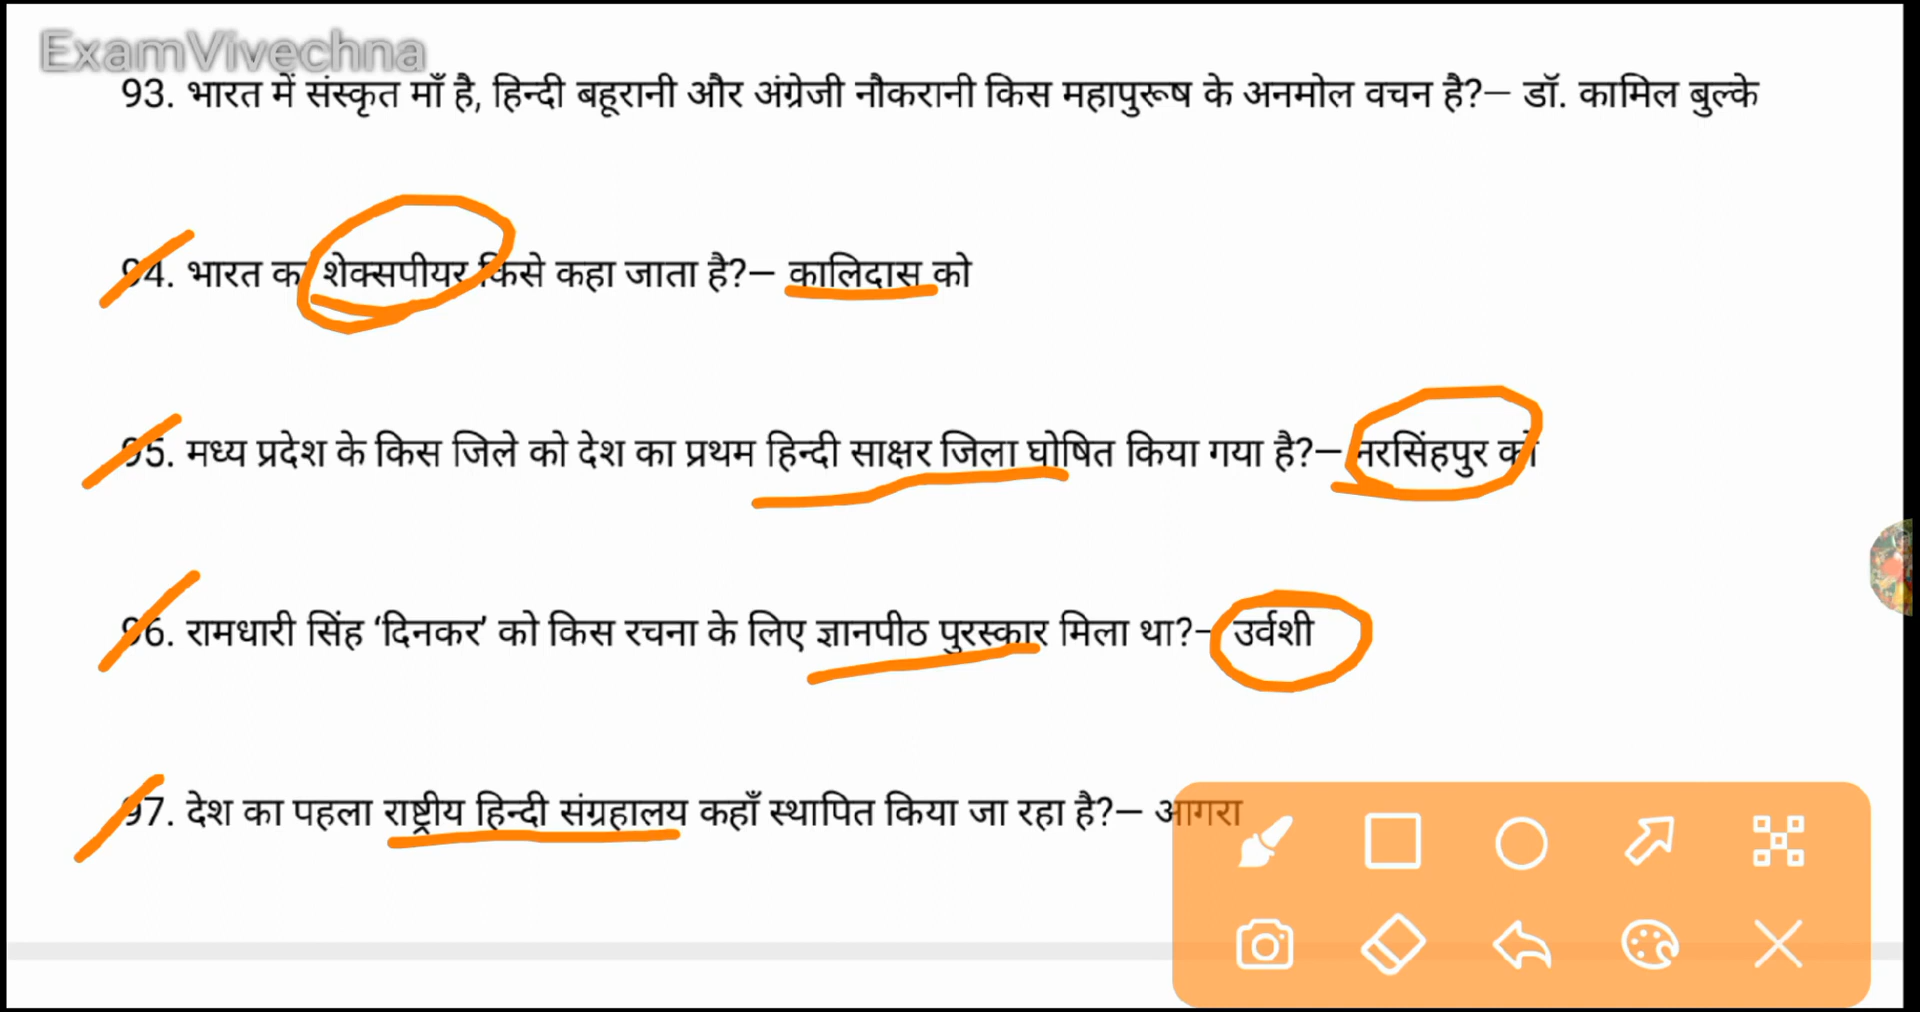 ExamVivechna
93. भारत में संस्कृत माँ है, हिन्दी बहूरानी और अंग्रेजी नौकरानी किस महापुरूष के अनमोल वचन है?— डॉ. कामिल बुल्के
94. भारत का शेक्सपीयर किसे कहा जाता है?— कालिदास को
95. मध्य प्रदेश के किस जिले को देश का प्रथम हिन्दी साक्षर जिला घोषित किया गया है?— नरसिंहपुर को
96. रामधारी सिंह ‘दिनकर’ को किस रचना के लिए ज्ञानपीठ पुरस्कार मिला था?— उर्वशी
97. देश का पहला राष्ट्रीय हिन्दी संग्रहालय कहाँ स्थापित किया जा रहा है?— आगरा